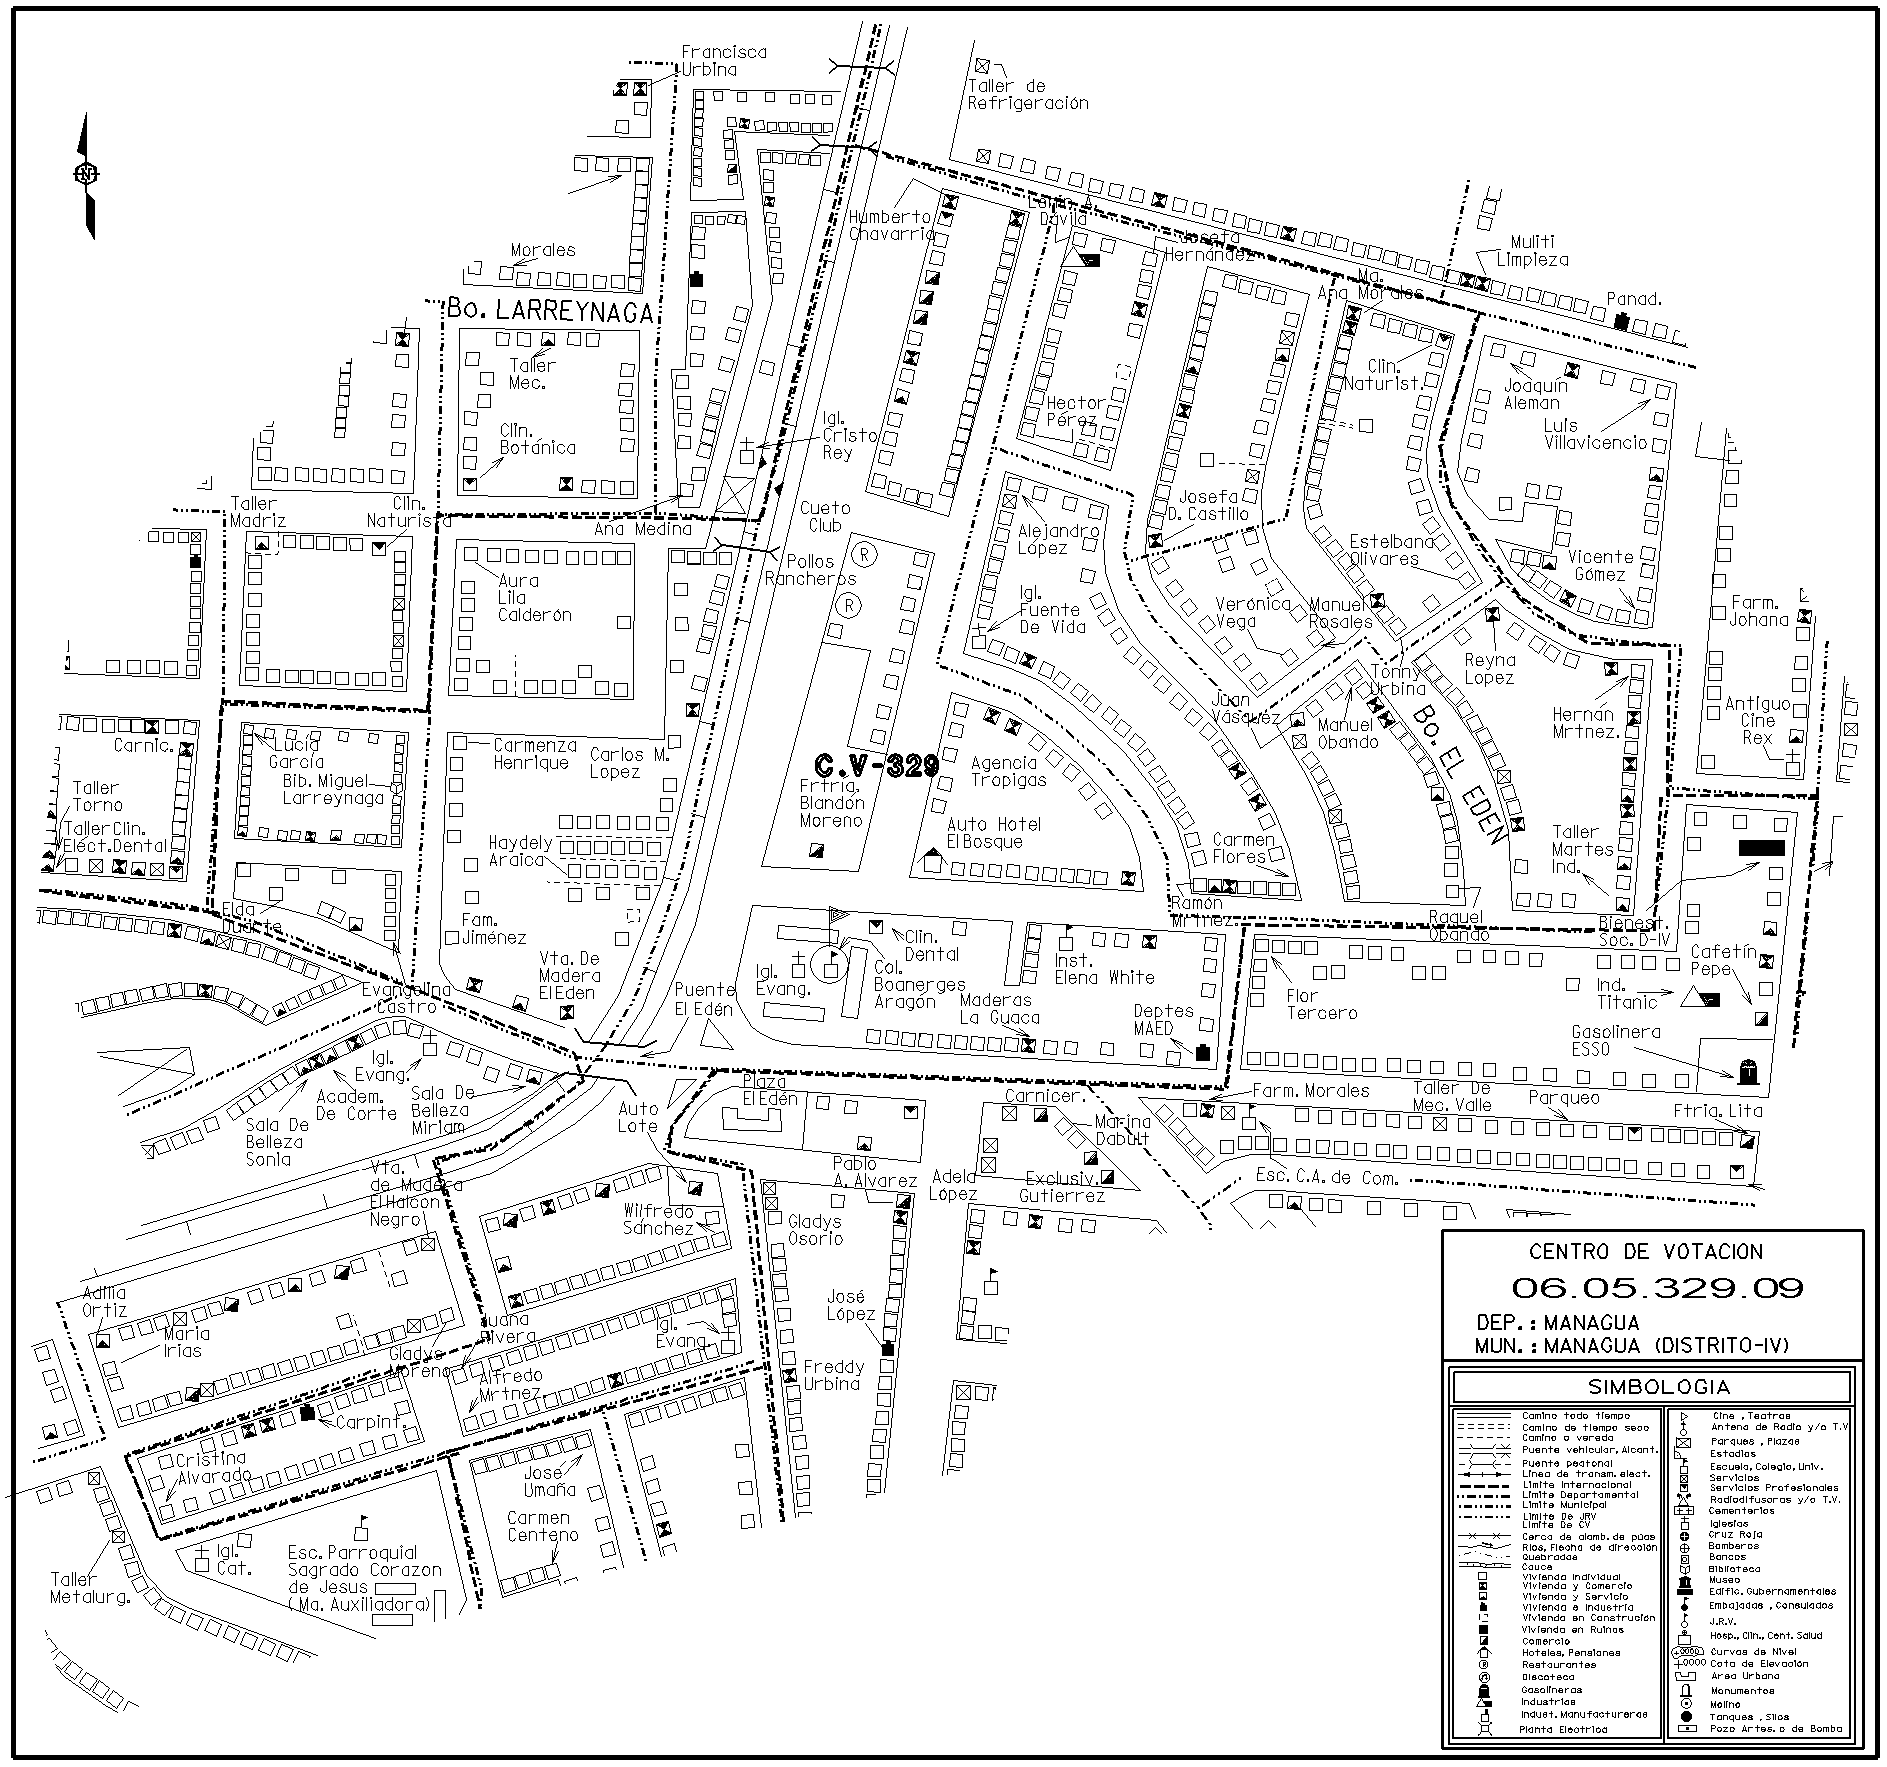 Francisca
Urbina
Taller de
Refrigeración
N
Humberto
Chavarria
Dávila
Josefa
Hernández
Muliti
Limpieza
Morales
Bo. LARREYNAGA
Ma.
Ana Morales
Panad.
Taller
Mec.
Clin.
Naturist.
Joaquín
Aleman
Luis
Villavicencio
Hector
Pérez
Igl.
Cristo
Rey
Clin.
Botánica
Taller
Madriz
Clin.
Naturista
Ana Medina
Cueto
Club
Josefa
D. Castillo
Alejandro
López
Estelbana
Olivares
Vicente
Gómez
Pollos
Rancheros
R
R
Aura
Lila
Calderón
Igl.
Fuente
De Vida
Verónica
Vega
Manuel
Rosales
Farm.
Johana
Reyna
Lopez
Tonny
Urbina
Juan
Vásquez
Manuel
Obando
Hernan
Mrtnez.
Antiguo
Cine
Rex
Bo. EL EDEN
Carnic.
Lucia
García
Bib. Miguel
Larreynaga
Carmenza
Henrique
Carlos M.
Lopez
C.V-329
Frtria,
Blandón
Moreno
Agencia
Tropigas
Taller
Torno
Taller Clin.
Elect. Dental
Haydely
Araica
Auto Hotel
El Bosque
Carmen
Flores
Taller
Martes
Ind.
Elda
Duarte
Fam.
Jiménez
Ramón
Mrtnez.
Raquel
Obando
Bienest.
Soc. D-IV
Vta. De
Madera
El Eden
Igl.
Evang.
Clin.
Dental
Col.
Boanerges
Aragón
Inst.
Elena White
Cafetín
Pepe
Ind.
Titanic
Flor
Tercero
Evangelina
Castro
Puente
El Edén
Maderas
La Guaca
Deptes
MAED
Gasolinera
ESSO
Igl.
Evang.
Academ.
De Corte
Sala De
Belleza
Miriam
Sala De
Belleza
Sonia
Auto
Lote
Plaza
El Edén
Carnicer.
Marina
Dabult
Farm. Morales
Taller De
Mec. Valle
Parqueo
Ftria. Lita
Vta.
de Madera
El Halcon
Negro
Pablo
A. Alvarez
Adela
López
Exclusiv.
Gutierrez
Esc. C.A. de Com.
Wilfredo
Sánchez
Gladys
Osorio
Adilia
Ortiz
Maria
Irias
Gladys
Moreno
Juana
Rivera
Igl.
Evang.
José
López
Alfredo
Mrtnez.
Freddy
Urbina
Carpint.
Cristina
Alvarado
Jose
Umaña
Carmen
Centeno
Igl.
Cat.
Esc. Parroquial
Sagrado Corazon
de Jesus
(Ma. Auxiliadora)
Taller
Metalurg.
CENTRO DE VOTACION
06.05.329.09
DEP. : MANAGUA
MUN. : MANAGUA (DISTRITO-IV)
SIMBOLOGIA
Camino todo tiempo
Camino de tiempo seco
Camino o vereda
Puente vehicular, Alcant.
Puente peatonal
Linea de transm. elect.
Limite Internacional
Limite Departamental
Limite Municipal
Limite De JRV
Limite De CV
Cerca de alamb. de púas
Rios, Flecha de dirección
Quebradas
Cauce
Vivienda Individual
Vivienda y Comercio
Vivienda y Servicio
Vivienda e Industria
Vivienda en Construción
Vivienda en Ruinas
Comercio
Hoteles, Pensiones
Restaurantes
Discoteca
Gasolineras
Industrias
Indust. Manufactureras
Planta Electrica
Cine, Teatros
Antena de Radio y/o T.V
Parques, Plazas
Estadios
Escuela, Colegio, Univ.
Servicios
Servicios Profesionales
Radiodifusoras y/o T.V.
Cementerios
Iglesias
Cruz Roja
Bomberos
Bancos
Biblioteca
Museo
Edific. Gubernamentales
Embajadas, Consulados
J.R.V.
Hosp., Clin., Cent. Salud
Curvas de Nivel
Cota de Elevación
Area Urbana
Monumentos
Molino
Tanques, Silos
Pozo Artes. o de Bomba